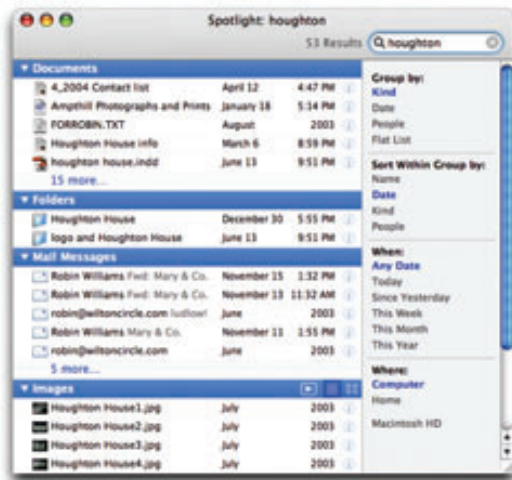 Spotlight: houghton
53 Results houghton
Documents
4_2004 Contact list April 12 4:47 PM
Ampthill Photographs and Prints January 18 5:14 PM
FORROBIN.TXT August 2003
Houghton House info March 6 8:59 PM
houghton house.indd June 13 9:51 PM
15 more...
Folders
Houghton House December 30 5:55 PM
logo and Houghton House June 13 9:51 PM
Mail Messages
Robin Williams Fwd: Mary & Co. November 15 1:32 PM
Robin Williams Fwd: Mary & Co. November 13 11:32 AM
robin@wiltoncircle.com ludlow! June 2003
Robin Williams Mary & Co. November 13 1:55 PM
robin@wiltoncircle.com June 2003
5 more...
Images
Houghton House1.jpg July 2003
Houghton House2.jpg July 2003
Houghton House3.jpg July 2003
Houghton House4.jpg July 2003
Group by:
Kind
Date
People
Flat List
Sort Within Group by:
Name
Date
Kind
People
When:
Any Date
Today
Since Yesterday
This Week
This Month
This Year
Where:
Computer
Home
Macintosh HD